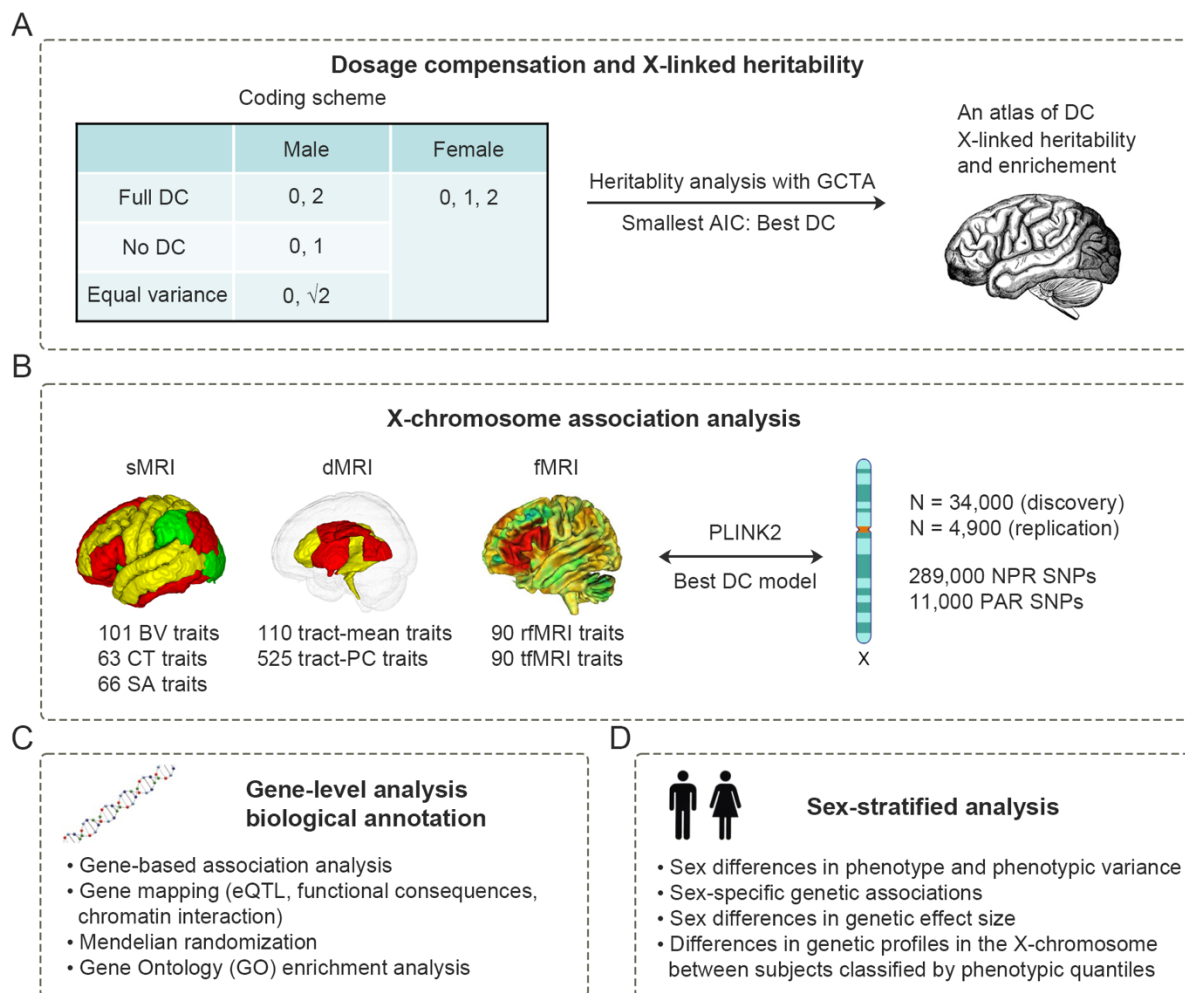 A
Dosage compensation and X-linked heritability
Coding scheme
Male Female
Full DC 0, 2 0, 1, 2
No DC 0, 1
Equal variance 0, √2
Heritablity analysis with GCTA
Smallest AIC: Best DC
An atlas of DC
X-linked heritability
and enrichement
B
X-chromosome association analysis
sMRI dMRI fMRI
101 BV traits
63 CT traits
66 SA traits
110 tract-mean traits
525 tract-PC traits
90 rfMRI traits
90 tfMRI traits
PLINK2
Best DC model
X
N = 34,000 (discovery)
N = 4,900 (replication)
289,000 NPR SNPs
11,000 PAR SNPs
C
Gene-level analysis
biological annotation
• Gene-based association analysis
• Gene mapping (eQTL, functional consequences,
chromatin interaction)
• Mendelian randomization
• Gene Ontology (GO) enrichment analysis
D
Sex-stratified analysis
• Sex differences in phenotype and phenotypic variance
• Sex-specific genetic associations
• Sex differences in genetic effect size
• Differences in genetic profiles in the X-chromosome
between subjects classified by phenotypic quantiles